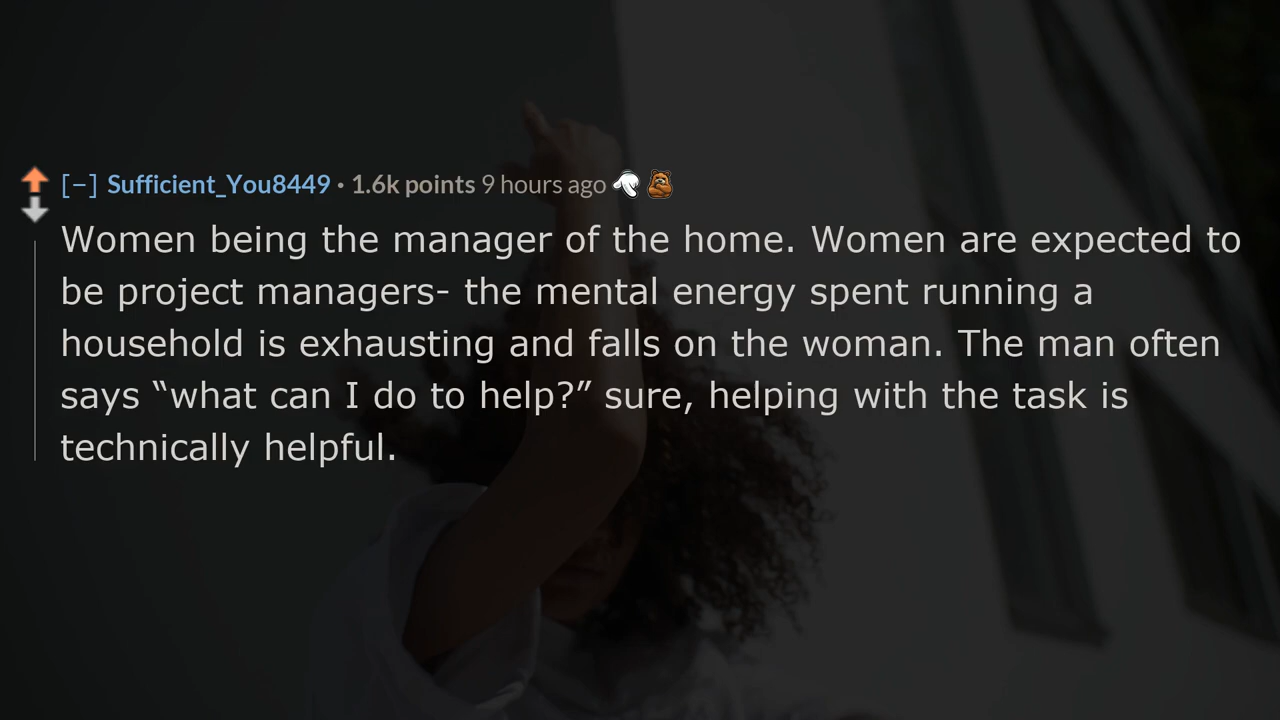 [–] Sufficient_You8449 · 1.6k points 9 hours ago
Women being the manager of the home. Women are expected to
be project managers- the mental energy spent running a
household is exhausting and falls on the woman. The man often
says “what can I do to help?” sure, helping with the task is
technically helpful.